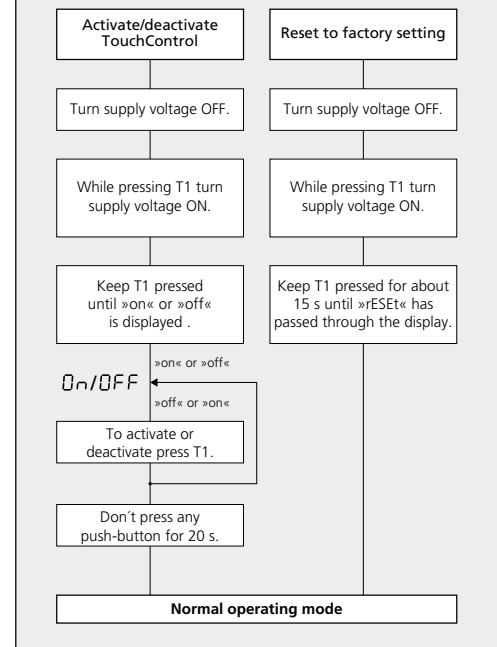 Activate/deactivate
TouchControl
Turn supply voltage OFF.
While pressing T1 turn
supply voltage ON.
Keep T1 pressed
until »on« or »off«
is displayed .
»on« or »off«
On/OFF
»off« or »on«
To activate or
deactivate press T1.
Don´t press any
push-button for 20 s.
Reset to factory setting
Turn supply voltage OFF.
While pressing T1 turn
supply voltage ON.
Keep T1 pressed for about
15 s until »rESEt« has
passed through the display.
Normal operating mode